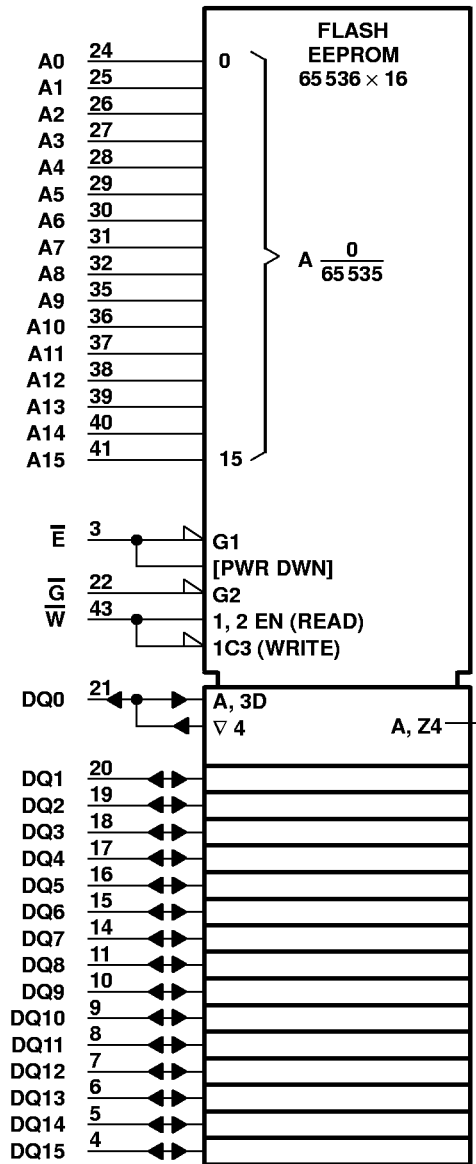 FLASH
EEPROM
65 536 × 16
A0 24 0
A1 25
A2 26
A3 27
A4 28
A5 29
A6 30
A7 31
A8 32
A 0
65 535
A9 35
A10 36
A11 37
A12 38
A13 39
A14 40
A15 41 15
E̅ 3 G1
[PWR DWN]
G̅ 22 G2
W̅ 43 1, 2 EN (READ)
1C3 (WRITE)
DQ0 21 A, 3D
∇ 4 A, Z4
DQ1 20
DQ2 19
DQ3 18
DQ4 17
DQ5 16
DQ6 15
DQ7 14
DQ8 11
DQ9 10
DQ10 9
DQ11 8
DQ12 7
DQ13 6
DQ14 5
DQ15 4